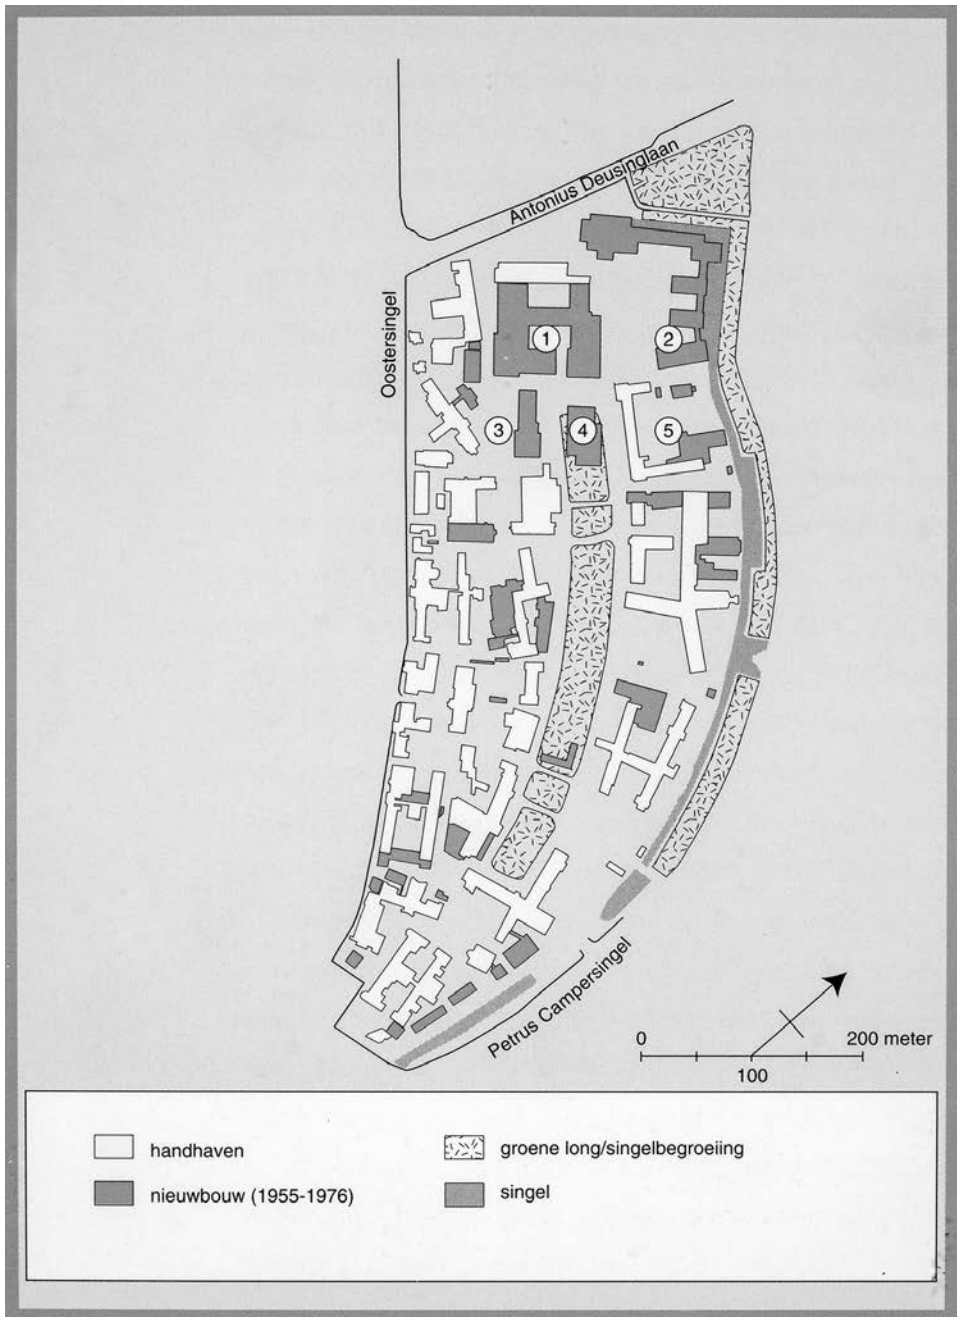 Antonius Deusinglaan
Oostersingel
1
2
3
4
5
Petrus Campersingel
0
200 meter
100
handhaven
groene long/singelbegroeiing
nieuwbouw (1955-1976)
singel